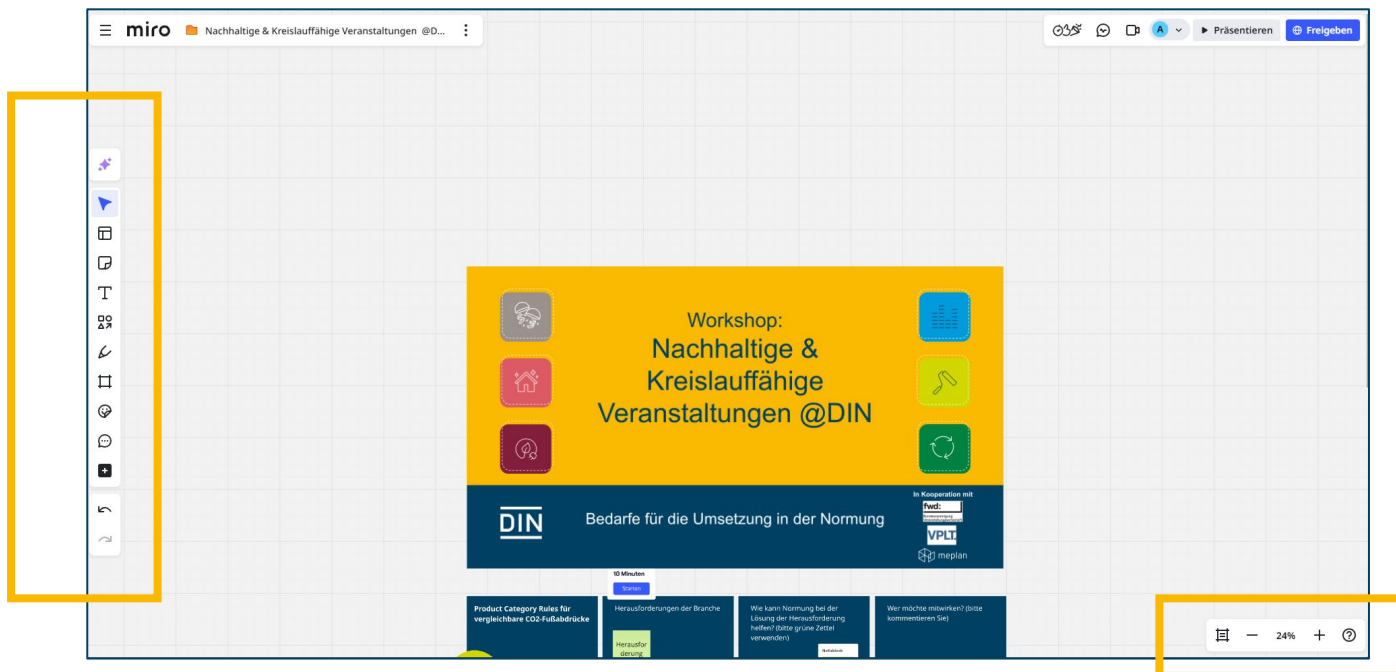 miro
Nachhaltige & Kreislauffähige Veranstaltungen @D...
A
Präsentieren
Freigeben
Workshop:
Nachhaltige &
Kreislauffähige
Veranstaltungen @DIN
In Kooperation mit
fwd:
DIN
Bedarfe für die Umsetzung in der Normung
VPLT
meplan
10 Minuten
Starten
Product Category Rules für
vergleichbare CO2-Fußabdrücke
Herausforderungen der Branche
Herausfor
derung
Wie kann Normung bei der
Lösung der Herausforderung
helfen? (bitte grüne Zettel
verwenden)
Wer möchte mitwirken? (bitte
kommentieren Sie)
24%